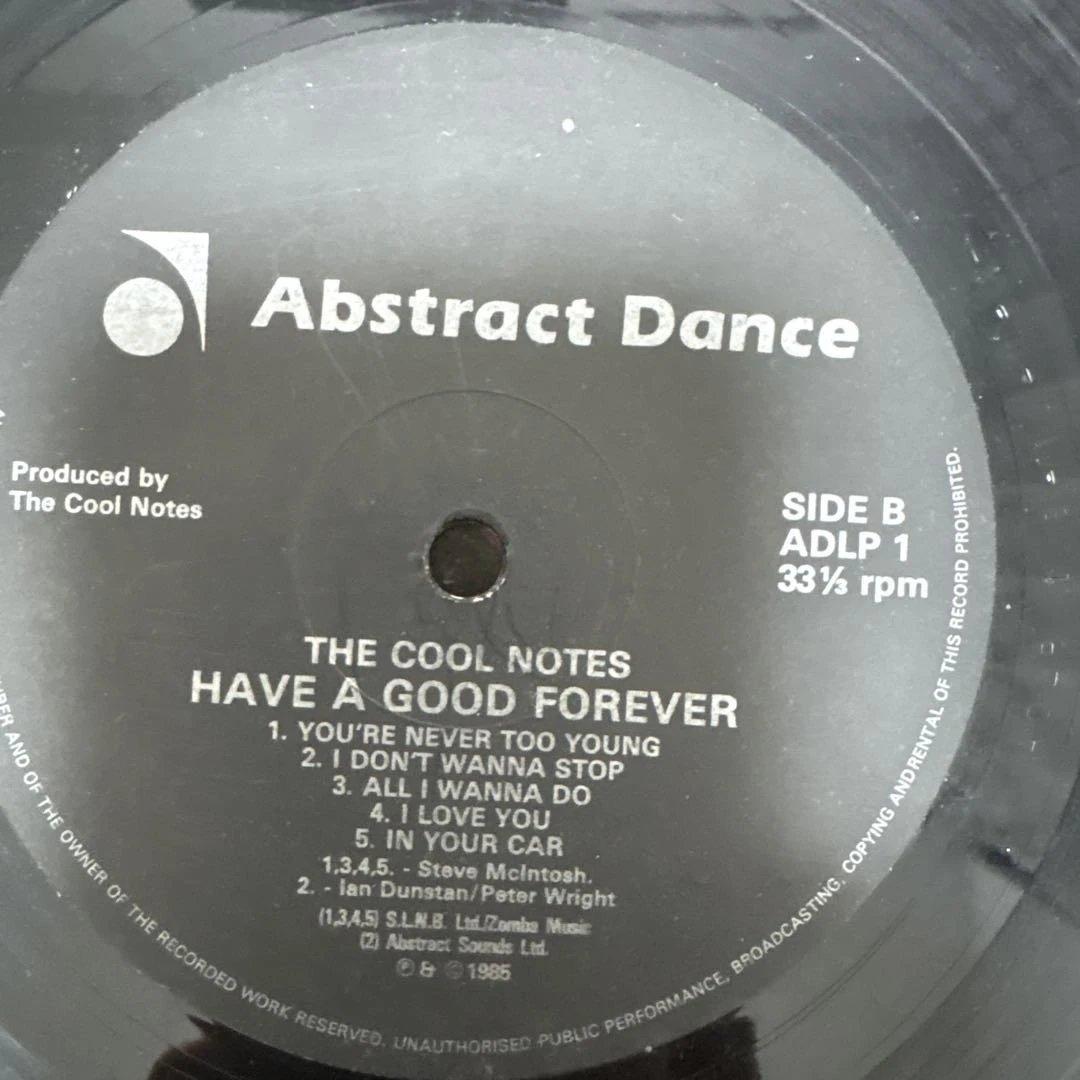 Abstract Dance
Produced by
The Cool Notes
SIDE B
ADLP 1
33⅓ rpm
THE COOL NOTES
HAVE A GOOD FOREVER
1. YOU'RE NEVER TOO YOUNG
2. I DON'T WANNA STOP
3. ALL I WANNA DO
4. I LOVE YOU
5. IN YOUR CAR
1,3,4,5. - Steve McIntosh.
2. - Ian Dunstan/Peter Wright
(1,3,4,5) S.L.N.B. Ltd./Zomba Music
(2) Abstract Sounds Ltd.
℗ & © 1985
AND OF THE OWNER OF THE RECORDED WORK RESERVED. UNAUTHORISED PUBLIC PERFORMANCE, BROADCASTING, COPYING AND RENTAL OF THIS RECORD PROHIBITED.